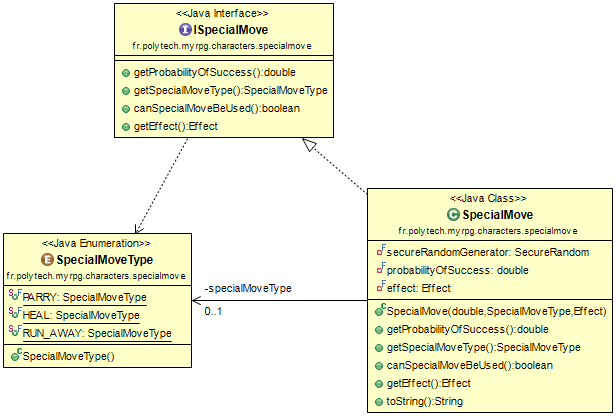 <<Java Interface>>
ISpecialMove
fr.polytech.myrpg.characters.specialmove
getProbabilityOfSuccess():double
getSpecialMoveType():SpecialMoveType
canSpecialMoveBeUsed():boolean
getEffect():Effect
<<Java Class>>
SpecialMove
fr.polytech.myrpg.characters.specialmove
secureRandomGenerator: SecureRandom
probabilityOfSuccess: double
effect: Effect
SpecialMove(double,SpecialMoveType,Effect)
getProbabilityOfSuccess():double
getSpecialMoveType():SpecialMoveType
canSpecialMoveBeUsed():boolean
getEffect():Effect
toString():String
<<Java Enumeration>>
SpecialMoveType
fr.polytech.myrpg.characters.specialmove
PARRY: SpecialMoveType
HEAL: SpecialMoveType
RUN_AWAY: SpecialMoveType
SpecialMoveType()
-specialMoveType
0..1